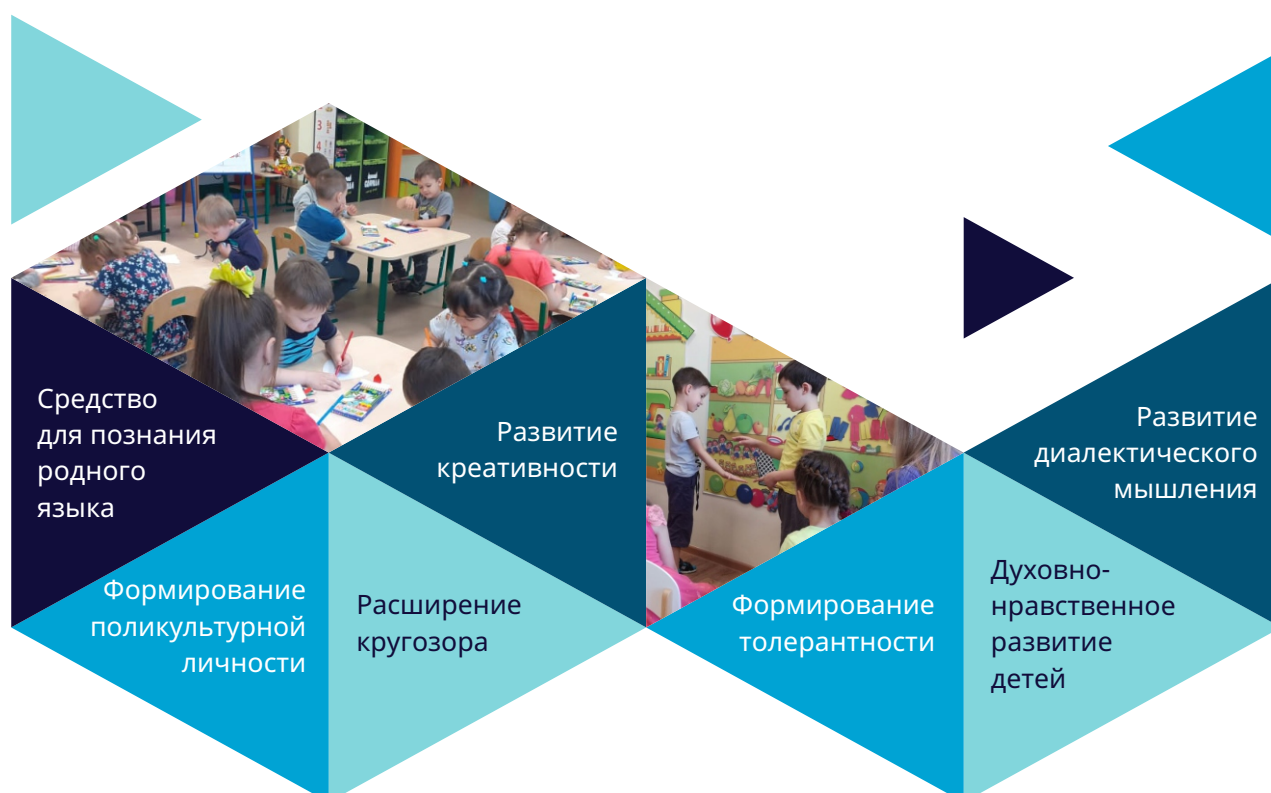 Средство
для познания
родного
языка
Развитие
креативности
Формирование
поликультурной
личности
Расширение
кругозора
Формирование
толерантности
Духовно-
нравственное
развитие
детей
Развитие
диалектического
мышления